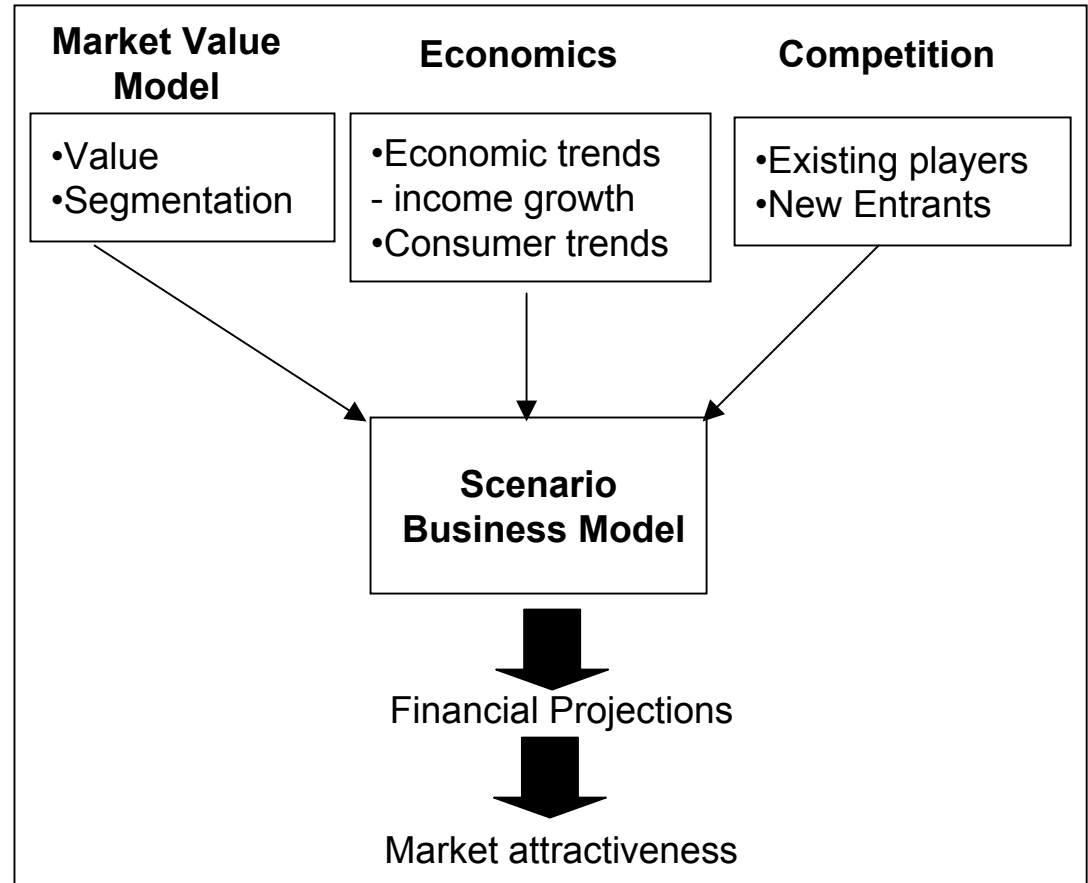 Market Value
Model
•Value
•Segmentation
Economics
•Economic trends
- income growth
•Consumer trends
Competition
•Existing players
•New Entrants
Scenario
Business Model
Financial Projections
Market attractiveness